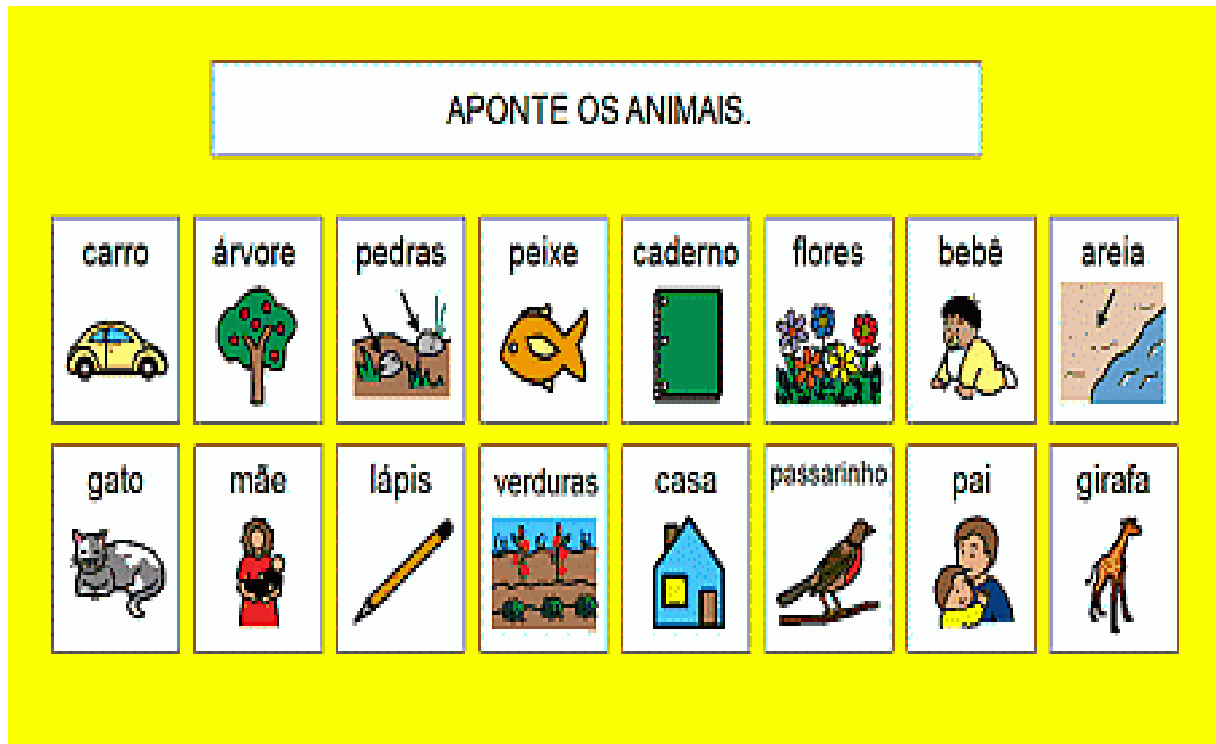 APONTE OS ANIMAIS.
carro árvore pedras peixe caderno flores bebê areia
gato mãe lápis verduras casa passarinho pai girafa